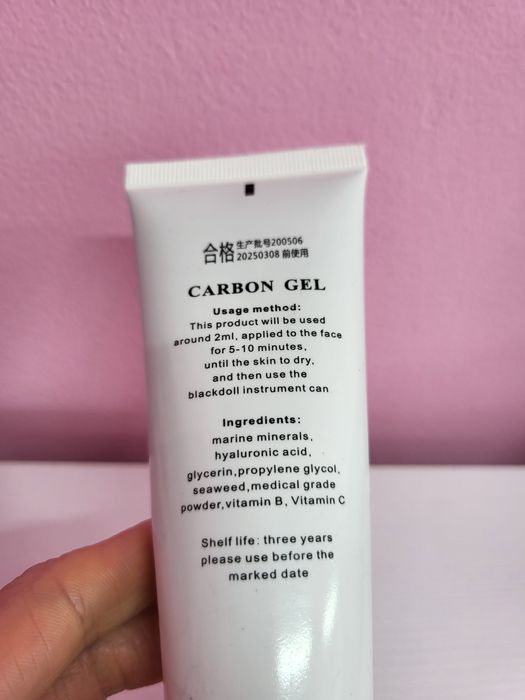 合格 生产批号200506
20250308 前使用
CARBON GEL
Usage method:
This product will be used
around 2ml, applied to the face
for 5-10 minutes,
until the skin to dry,
and then use the
blackdoll instrument can
Ingredients:
marine minerals,
hyaluronic acid,
glycerin,propylene glycol,
seaweed,medical grade
powder,vitamin B, Vitamin C
Shelf life: three years
please use before the
marked date